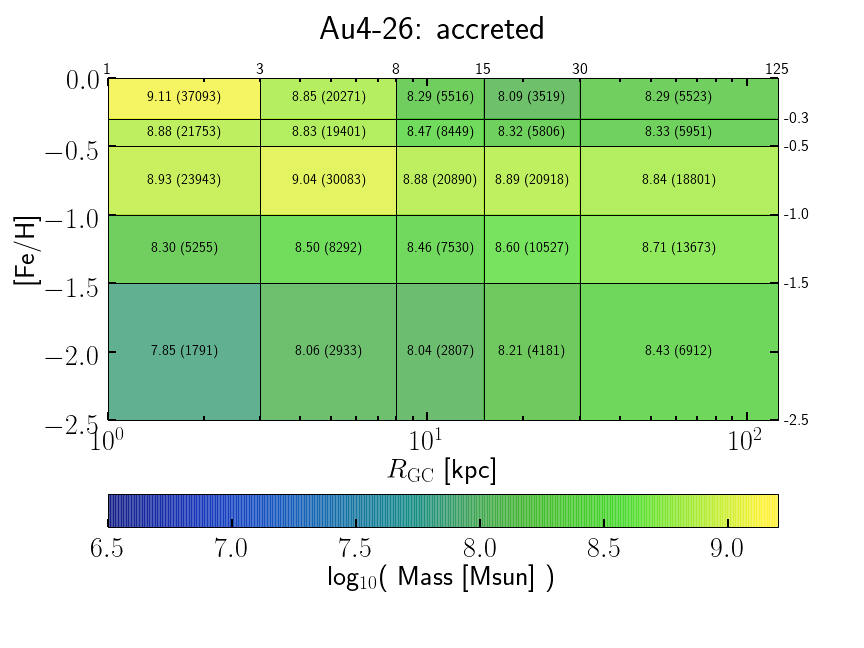 Au4-26: accreted
1 3 8 15 30 125
0.0
9.11 (37093) 8.85 (20271) 8.29 (5516) 8.09 (3519) 8.29 (5523)
-0.3
8.88 (21753) 8.83 (19401) 8.47 (8449) 8.32 (5806) 8.33 (5951)
−0.5 -0.5
8.93 (23943) 9.04 (30083) 8.88 (20890) 8.89 (20918) 8.84 (18801)
−1.0 -1.0
[Fe/H]
8.30 (5255) 8.50 (8292) 8.46 (7530) 8.60 (10527) 8.71 (13673)
−1.5 -1.5
7.85 (1791) 8.06 (2933) 8.04 (2807) 8.21 (4181) 8.43 (6912)
−2.0
−2.5 -2.5
10⁰ 10¹ 10²
R_GC [kpc]
6.5 7.0 7.5 8.0 8.5 9.0
log₁₀( Mass [Msun] )